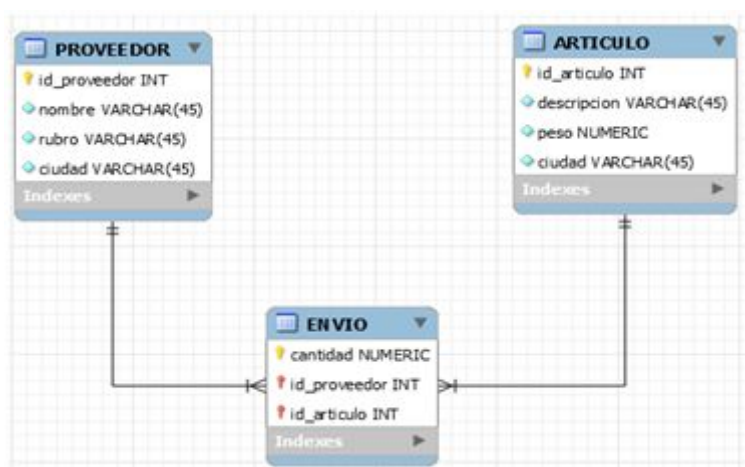 PROVEEDOR
id_proveedor INT
nombre VARCHAR(45)
rubro VARCHAR(45)
ciudad VARCHAR(45)
Indexes
ARTICULO
id_articulo INT
descripcion VARCHAR(45)
peso NUMERIC
ciudad VARCHAR(45)
Indexes
ENVIO
cantidad NUMERIC
id_proveedor INT
id_articulo INT
Indexes